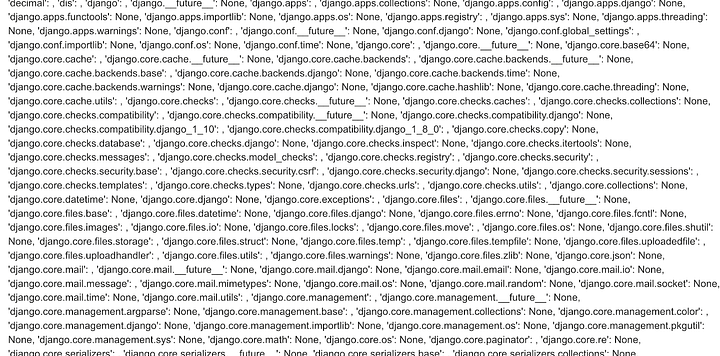 'decimal': , 'dis': , 'django': , 'django.__future__': None, 'django.apps': , 'django.apps.collections': None, 'django.apps.config': , 'django.apps.django': None,
'django.apps.functools': None, 'django.apps.importlib': None, 'django.apps.os': None, 'django.apps.registry': , 'django.apps.sys': None, 'django.apps.threading':
None, 'django.apps.warnings': None, 'django.conf': , 'django.conf.__future__': None, 'django.conf.django': None, 'django.conf.global_settings': ,
'django.conf.importlib': None, 'django.conf.os': None, 'django.conf.time': None, 'django.core': , 'django.core.__future__': None, 'django.core.base64': None,
'django.core.cache': , 'django.core.cache.__future__': None, 'django.core.cache.backends': , 'django.core.cache.backends.__future__': None,
'django.core.cache.backends.base': , 'django.core.cache.backends.django': None, 'django.core.cache.backends.time': None,
'django.core.cache.backends.warnings': None, 'django.core.cache.django': None, 'django.core.cache.hashlib': None, 'django.core.cache.threading': None,
'django.core.cache.utils': , 'django.core.checks': , 'django.core.checks.__future__': None, 'django.core.checks.caches': , 'django.core.checks.collections': None,
'django.core.checks.compatibility': , 'django.core.checks.compatibility.__future__': None, 'django.core.checks.compatibility.django': None,
'django.core.checks.compatibility.django_1_10': , 'django.core.checks.compatibility.django_1_8_0': , 'django.core.checks.copy': None,
'django.core.checks.database': , 'django.core.checks.django': None, 'django.core.checks.inspect': None, 'django.core.checks.itertools': None,
'django.core.checks.messages': , 'django.core.checks.model_checks': , 'django.core.checks.registry': , 'django.core.checks.security': ,
'django.core.checks.security.base': , 'django.core.checks.security.csrf': , 'django.core.checks.security.django': None, 'django.core.checks.security.sessions': ,
'django.core.checks.templates': , 'django.core.checks.types': None, 'django.core.checks.urls': , 'django.core.checks.utils': , 'django.core.collections': None,
'django.core.datetime': None, 'django.core.django': None, 'django.core.exceptions': , 'django.core.files': , 'django.core.files.__future__': None,
'django.core.files.base': , 'django.core.files.datetime': None, 'django.core.files.django': None, 'django.core.files.errno': None, 'django.core.files.fcntl': None,
'django.core.files.images': , 'django.core.files.io': None, 'django.core.files.locks': , 'django.core.files.move': , 'django.core.files.os': None, 'django.core.files.shutil':
None, 'django.core.files.storage': , 'django.core.files.struct': None, 'django.core.files.temp': , 'django.core.files.tempfile': None, 'django.core.files.uploadedfile': ,
'django.core.files.uploadhandler': , 'django.core.files.utils': , 'django.core.files.warnings': None, 'django.core.files.zlib': None, 'django.core.json': None,
'django.core.mail': , 'django.core.mail.__future__': None, 'django.core.mail.django': None, 'django.core.mail.email': None, 'django.core.mail.io': None,
'django.core.mail.message': , 'django.core.mail.mimetypes': None, 'django.core.mail.os': None, 'django.core.mail.random': None, 'django.core.mail.socket': None,
'django.core.mail.time': None, 'django.core.mail.utils': , 'django.core.management': , 'django.core.management.__future__': None,
'django.core.management.argparse': None, 'django.core.management.base': , 'django.core.management.collections': None, 'django.core.management.color': ,
'django.core.management.django': None, 'django.core.management.importlib': None, 'django.core.management.os': None, 'django.core.management.pkgutil':
None, 'django.core.management.sys': None, 'django.core.math': None, 'django.core.os': None, 'django.core.paginator': , 'django.core.re': None,
'django.core.serializers': , 'django.core.serializers.__future__': None, 'django.core.serializers.base': , 'django.core.serializers.collections': None,